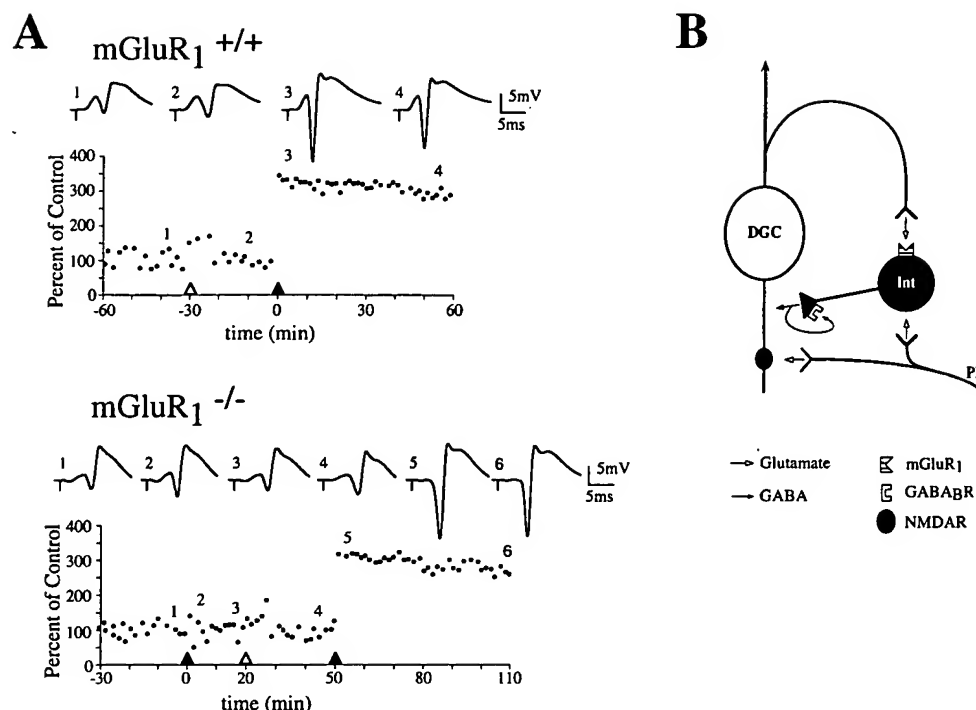 A
mGluR1 +/+
1 2 3 4
5mV
5ms
Percent of Control
400
300
200
150
100
50
0
3 4
1 2
-60 -30 0 30 60
time (min)
mGluR1 -/-
1 2 3 4 5 6
5mV
5ms
Percent of Control
400
300
200
100
0
5 6
1 2 3 4
-30 0 20 50 80 110
time (min)
B
DGC
Int
Glutamate
GABA
mGluR1
GABABR
NMDAR